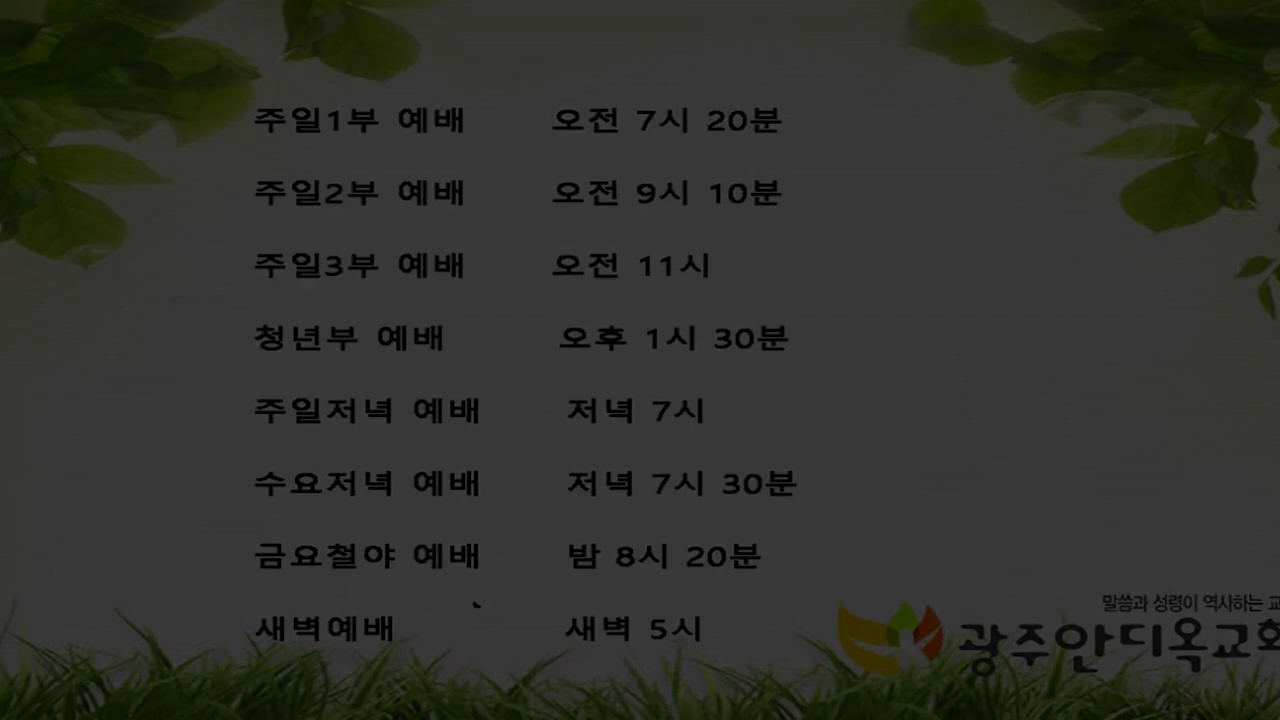 주일1부 예배 오전 7시 20분
주일2부 예배 오전 9시 10분
주일3부 예배 오전 11시
청년부 예배 오후 1시 30분
주일저녁 예배 저녁 7시
수요저녁 예배 저녁 7시 30분
금요철야 예배 밤 8시 20분
새벽예배 새벽 5시
말씀과 성령이 역사하는
광주안디옥교회